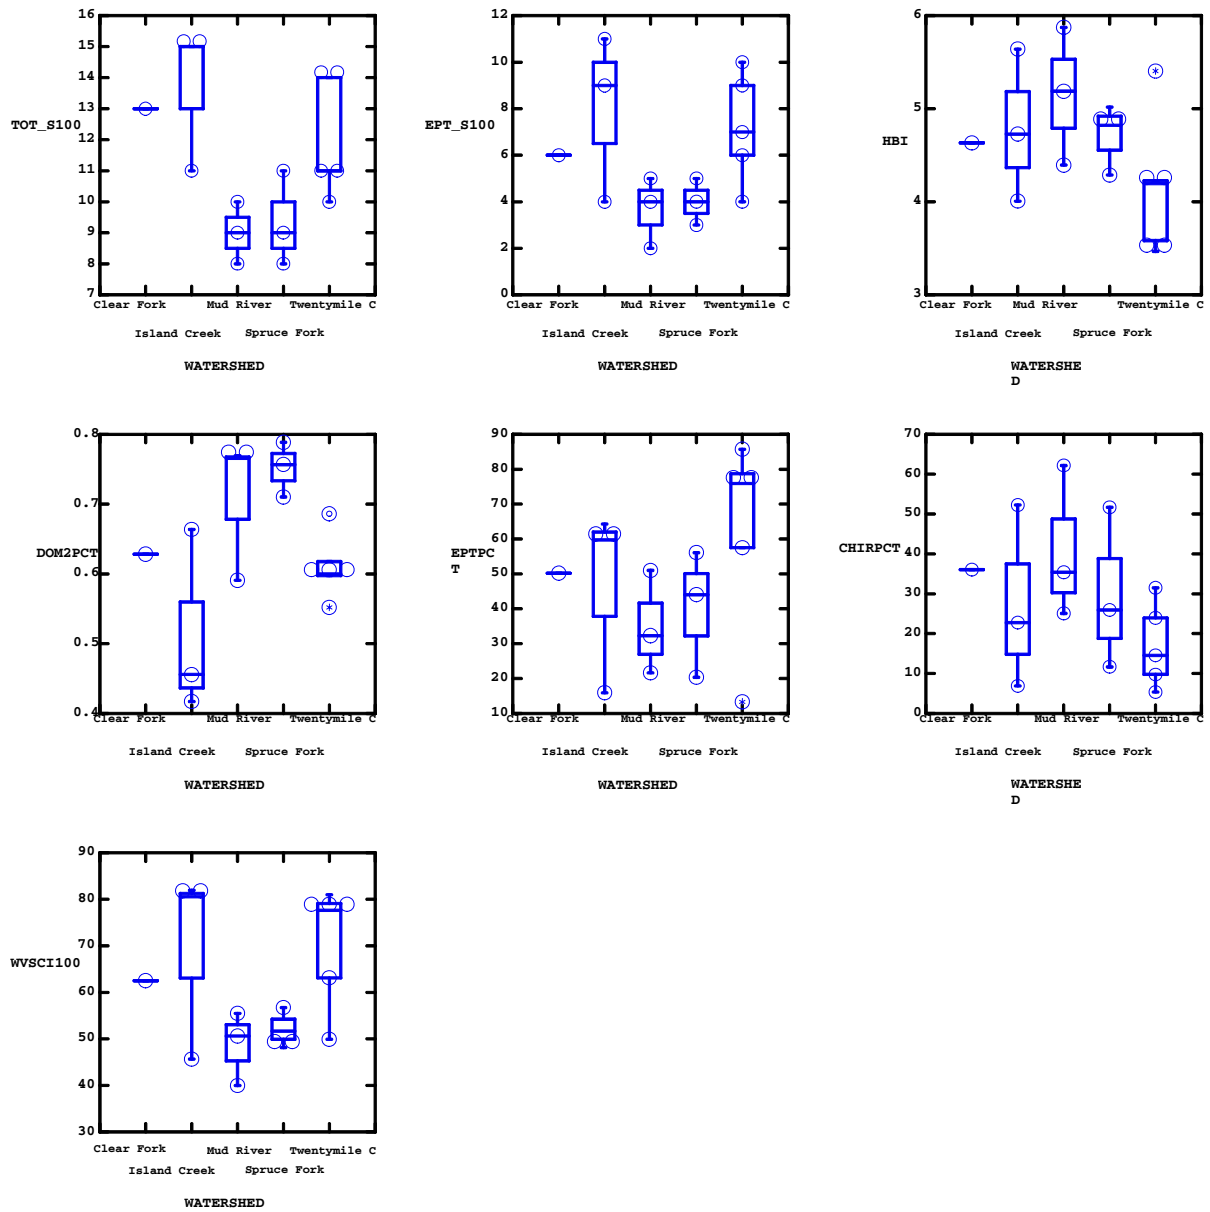 16
15
14
13
12
11
10
9
8
7
TOT_S100
Clear Fork Mud River Twentymile C
Island Creek Spruce Fork
WATERSHED
12
10
8
6
4
2
0
EPT_S100
Clear Fork Mud River Twentymile C
Island Creek Spruce Fork
WATERSHED
6
5
4
3
HBI
Clear Fork Mud River Twentymile C
Island Creek Spruce Fork
WATERSHE
D
0.8
0.7
0.6
0.5
0.4
DOM2PCT
Clear Fork Mud River Twentymile C
Island Creek Spruce Fork
WATERSHED
90
80
70
60
50
40
30
20
10
EPTPC
T
Clear Fork Mud River Twentymile C
Island Creek Spruce Fork
WATERSHED
70
60
50
40
30
20
10
0
CHIRPCT
Clear Fork Mud River Twentymile C
Island Creek Spruce Fork
WATERSHE
D
90
80
70
60
50
40
30
WVSCI100
Clear Fork Mud River Twentymile C
Island Creek Spruce Fork
WATERSHED